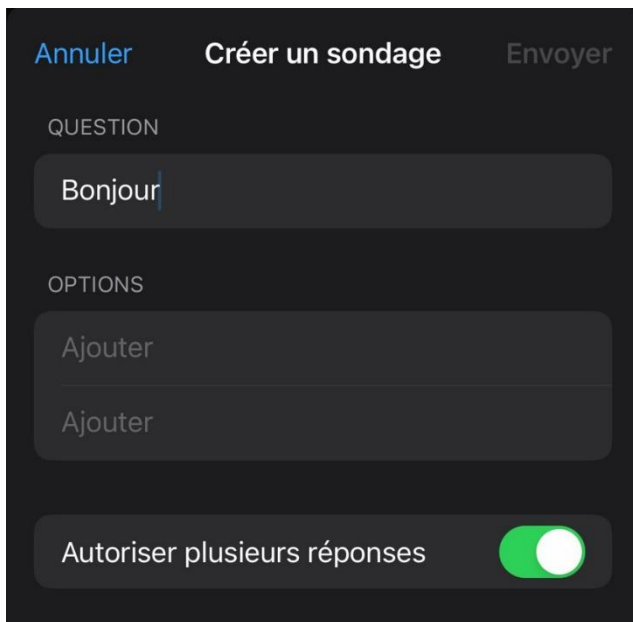 Annuler Créer un sondage Envoyer
QUESTION
Bonjour
OPTIONS
Ajouter
Ajouter
Autoriser plusieurs réponses